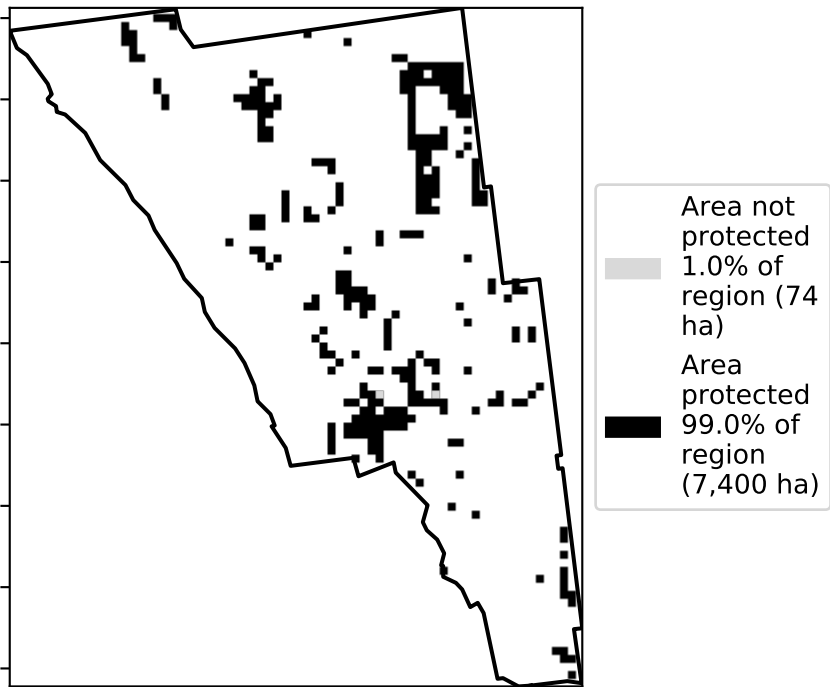 Area not
protected
1.0% of
region (74
ha)
Area
protected
99.0% of
region
(7,400 ha)